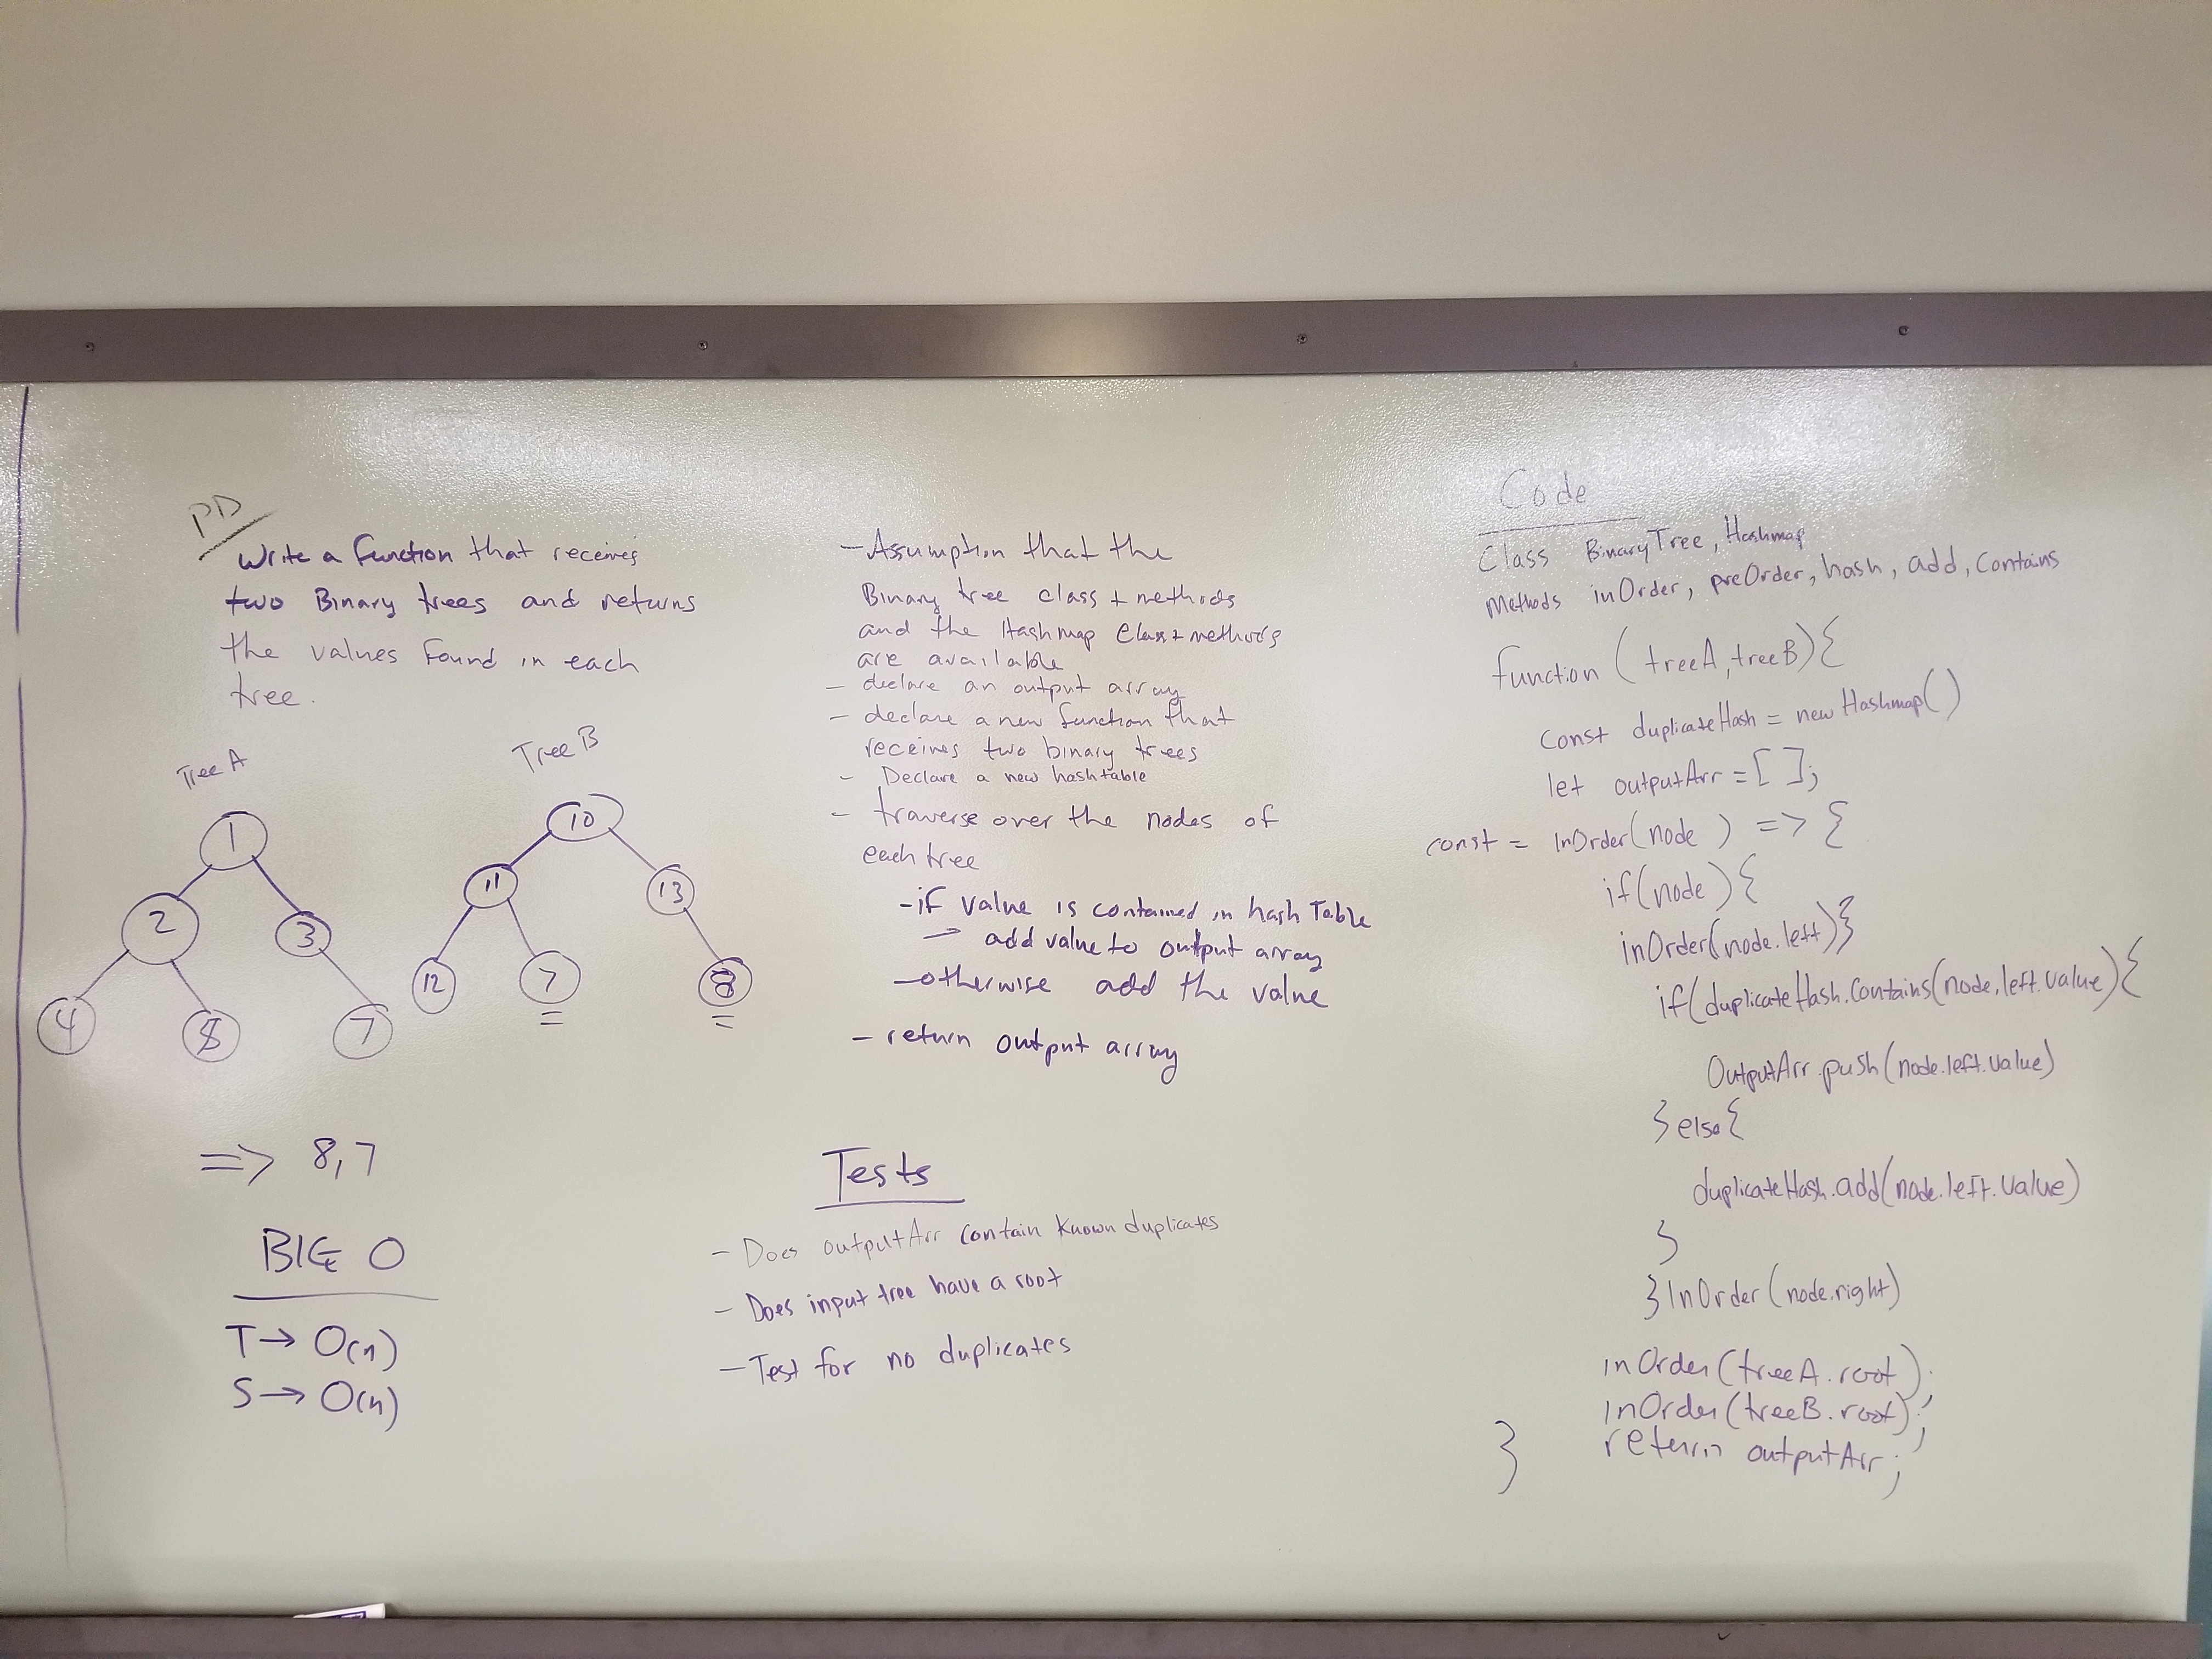 PD
Write a function that receives
two Binary trees and returns
the values found in each
tree.
Tree A
1
2
3
4
7
Tree B
10
11
13
12
7
8
=> 8,7
BIG O
T → O(n)
S → O(n)
- Assumption that the
Binary tree class + methods
and the Hashmap Class + methods
are available
- declare an output array
- declare a new function that
receives two binary trees
- Declare a new hashtable
- traverse over the nodes of
each tree
- if value is contained in hash Table
→ add value to output array
- otherwise add the value
- return output array
Tests
- Does outputArr contain known duplicates
- Does input tree have a root
- Test for no duplicates
Code
Class BinaryTree, Hashmap
Methods inOrder, preOrder, hash, add, Contains
function (treeA, treeB){
const duplicateHash = new Hashmap()
let outputArr = [ ];
const = InOrder(node ) => {
if(node){
inOrder(node.left)}
if(duplicateHash.Contains(node.left.value){
OutputArr.push(node.left.value)
} else {
duplicateHash.add(node.left.value)
}
} InOrder(node.right)
inOrder(treeA.root);
InOrder(treeB.root);
return outputArr;
}